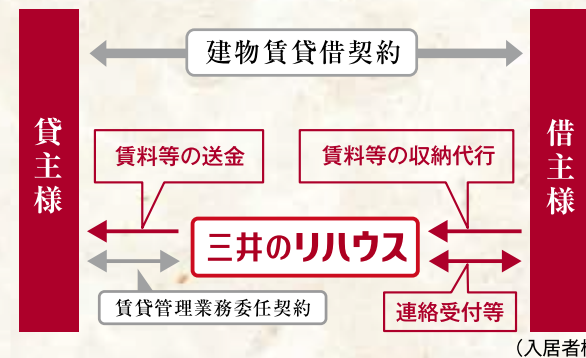 建物賃貸借契約
貸主様
借主様
賃料等の送金
賃料等の収納代行
三井のリハウス
賃貸管理業務委任契約
連絡受付等
（入居者